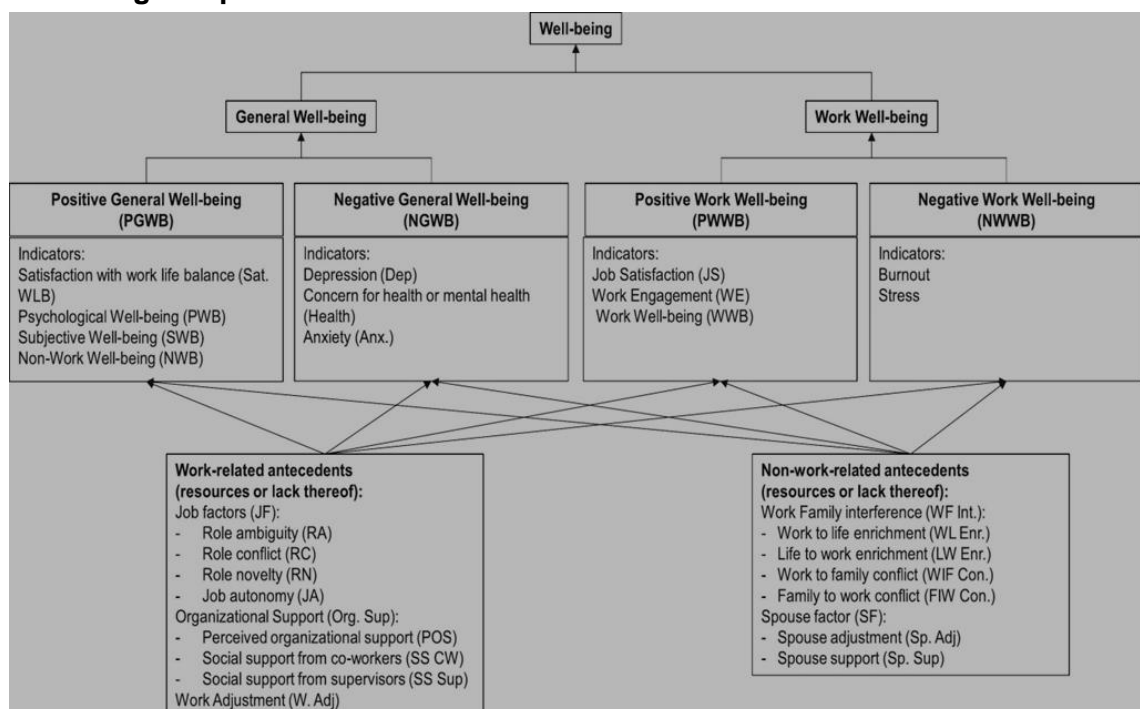 Well-being
General Well-being
Work Well-being
Positive General Well-being
(PGWB)
Indicators:
Satisfaction with work life balance (Sat.
WLB)
Psychological Well-being (PWB)
Subjective Well-being (SWB)
Non-Work Well-being (NWB)
Negative General Well-being
(NGWB)
Indicators:
Depression (Dep)
Concern for health or mental health
(Health)
Anxiety (Anx.)
Positive Work Well-being
(PWWB)
Indicators:
Job Satisfaction (JS)
Work Engagement (WE)
Work Well-being (WWB)
Negative Work Well-being
(NWWB)
Indicators:
Burnout
Stress
Work-related antecedents
(resources or lack thereof):
Job factors (JF):
- Role ambiguity (RA)
- Role conflict (RC)
- Role novelty (RN)
- Job autonomy (JA)
Organizational Support (Org. Sup):
- Perceived organizational support (POS)
- Social support from co-workers (SS CW)
- Social support from supervisors (SS Sup)
Work Adjustment (W. Adj)
Non-work-related antecedents
(resources or lack thereof):
Work Family interference (WF Int.):
- Work to life enrichment (WL Enr.)
- Life to work enrichment (LW Enr.)
- Work to family conflict (WIF Con.)
- Family to work conflict (FIW Con.)
Spouse factor (SF):
- Spouse adjustment (Sp. Adj)
- Spouse support (Sp. Sup)